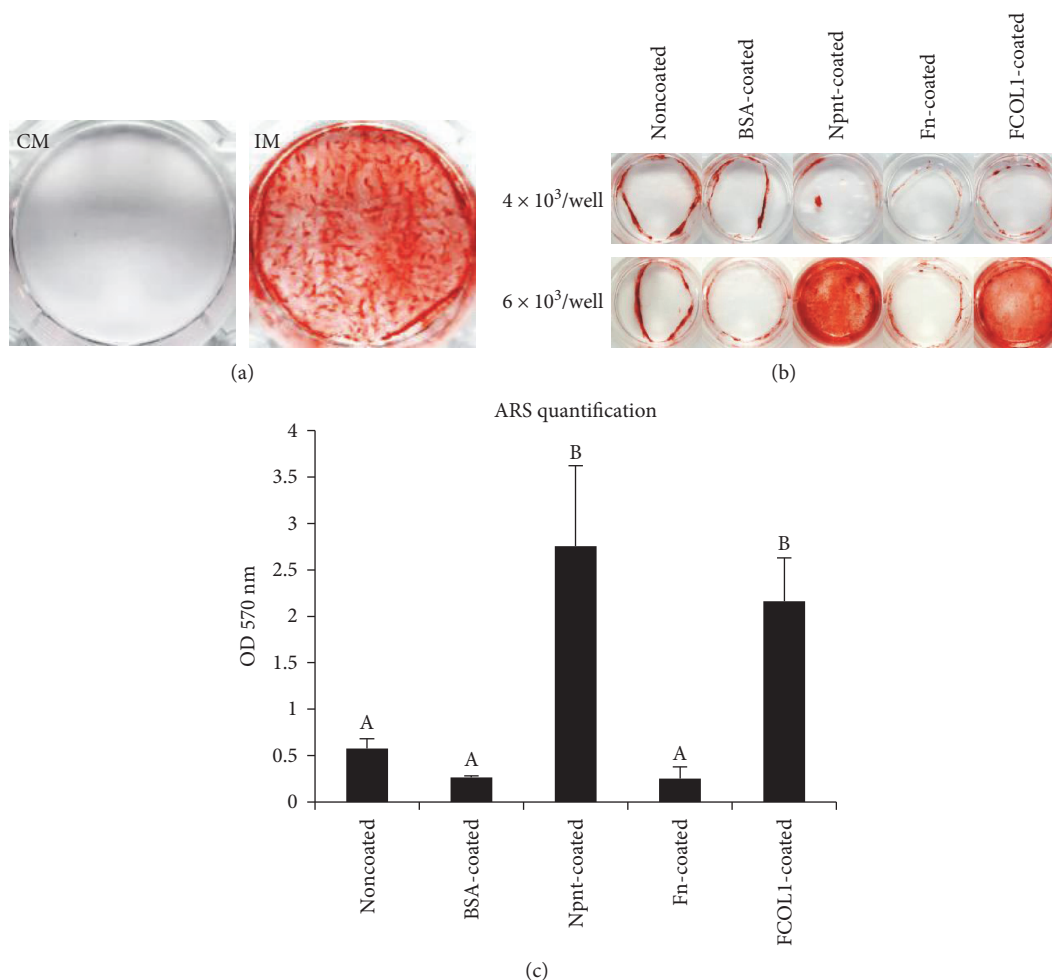 CM
IM
(a)
Noncoated
BSA-coated
Npnt-coated
Fn-coated
FCOL1-coated
4 × 10³/well
6 × 10³/well
(b)
ARS quantification
OD 570 nm
4
3.5
3
2.5
2
1.5
1
0.5
0
A
A
B
A
B
Noncoated
BSA-coated
Npnt-coated
Fn-coated
FCOL1-coated
(c)